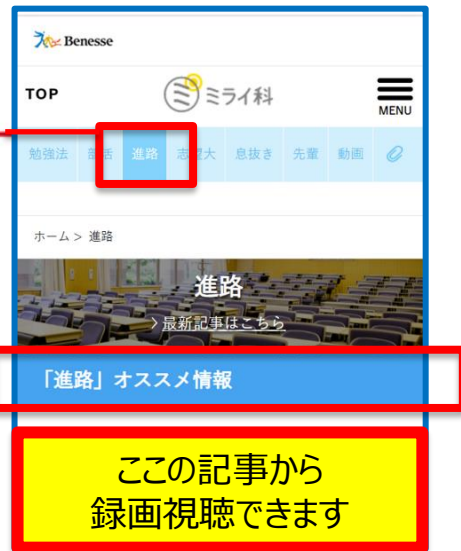 Benesse
TOP
ミライ科
MENU
勉強法 部活 進路 志望大 息抜き 先輩 動画
ホーム > 進路
進路
> 最新記事はこちら
「進路」オススメ情報
ここの記事から
録画視聴できます